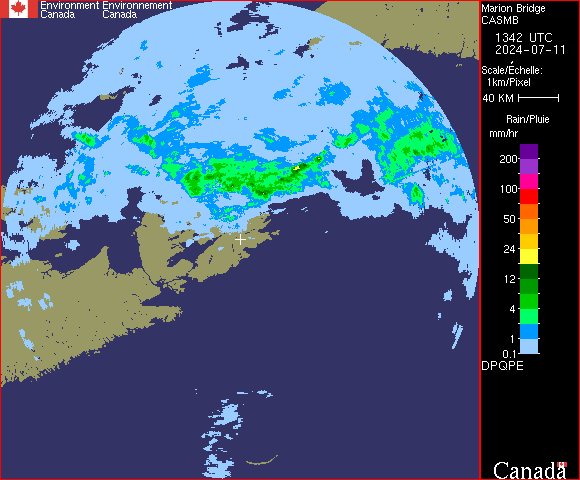 Environment Environnement
Canada Canada
Marion Bridge
CASMB
1342 UTC
2024-07-11
Scale/Echelle:
1km/Pixel
40 KM
Rain/Pluie
mm/hr
200
100
50
24
12
4
1
0.1
DPQPE
Canada